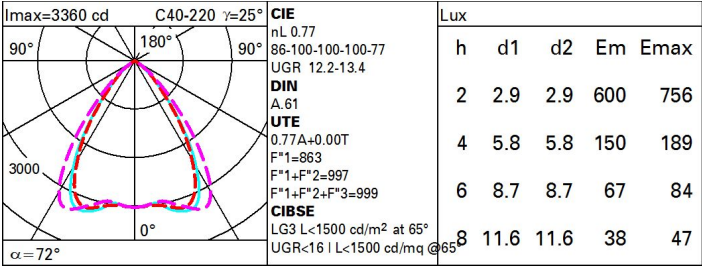 Imax=3360 cd C40-220 γ=25°
90° 180° 90°
3000
0°
α=72°
CIE
nL 0.77
86-100-100-100-77
UGR 12.2-13.4
DIN
A.61
UTE
0.77A+0.00T
F"1=863
F"1+F"2=997
F"1+F"2+F"3=999
CIBSE
LG3 L<1500 cd/m² at 65°
UGR<16 | L<1500 cd/mq @65°
Lux
h d1 d2 Em Emax
2 2.9 2.9 600 756
4 5.8 5.8 150 189
6 8.7 8.7 67 84
8 11.6 11.6 38 47